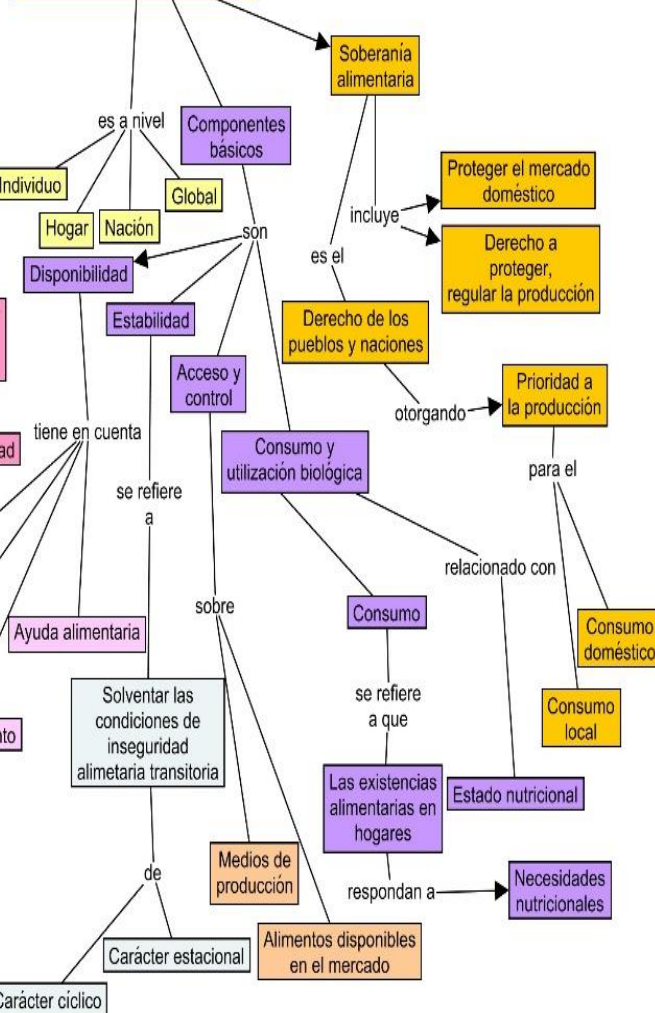 Soberanía
alimentaria
es a nivel
Componentes
básicos
Individuo
Hogar
Nación
Global
Proteger el mercado
doméstico
incluye
Derecho a
proteger,
regular la producción
son
es el
Disponibilidad
Estabilidad
Derecho de los
pueblos y naciones
Acceso y
control
Prioridad a
la producción
otorgando
tiene en cuenta
Consumo y
utilización biológica
ad
para el
se refiere
a
relacionado con
sobre
Consumo
Ayuda alimentaria
Consumo
doméstico
Solventar las
condiciones de
inseguridad
alimetaria transitoria
se refiere
a que
Consumo
local
nto
Las existencias
alimentarias en
hogares
Estado nutricional
Medios de
producción
de
respondan a
Necesidades
nutricionales
Carácter estacional
Alimentos disponibles
en el mercado
Carácter cíclico